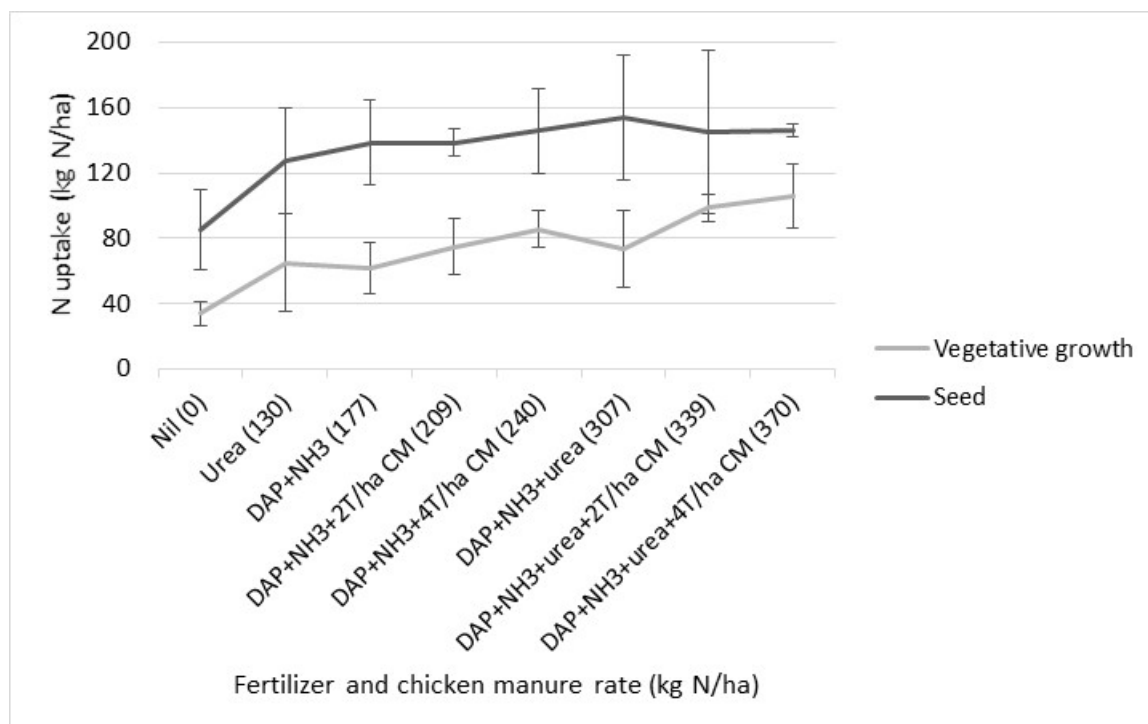 200
160
120
80
40
0
N uptake (kg N/ha)
Nil (0)
Urea (130)
DAP+NH3 (177)
DAP+NH3+2T/ha CM (209)
DAP+NH3+4T/ha CM (240)
DAP+NH3+urea (307)
DAP+NH3+urea+2T/ha CM (339)
DAP+NH3+urea+4T/ha CM (370)
Fertilizer and chicken manure rate (kg N/ha)
Vegetative growth
Seed